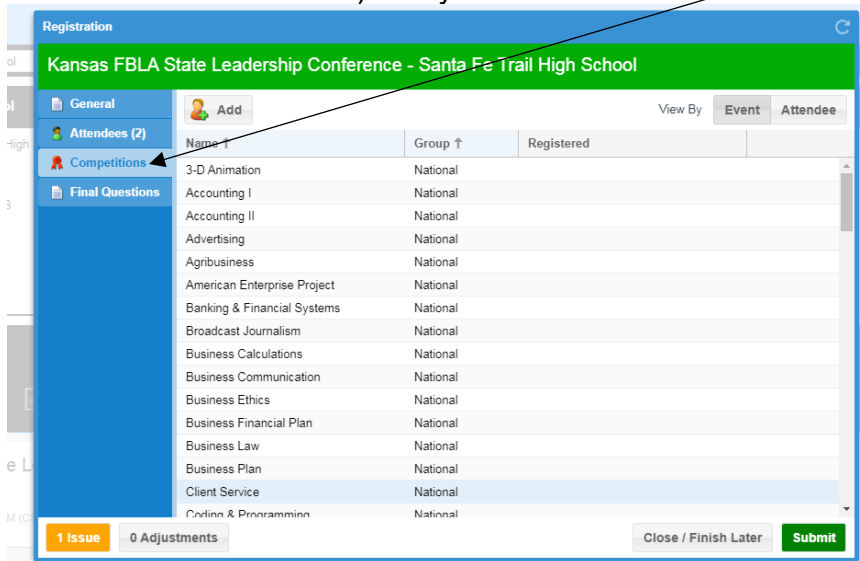 Registration
Kansas FBLA State Leadership Conference - Santa Fe Trail High School
General
Attendees (2)
Competitions
Final Questions
Add
View By Event Attendee
Name ↑ Group ↑ Registered
3-D Animation National
Accounting I National
Accounting II National
Advertising National
Agribusiness National
American Enterprise Project National
Banking & Financial Systems National
Broadcast Journalism National
Business Calculations National
Business Communication National
Business Ethics National
Business Financial Plan National
Business Law National
Business Plan National
Client Service National
Coding & Programming National
1 Issue 0 Adjustments Close / Finish Later Submit